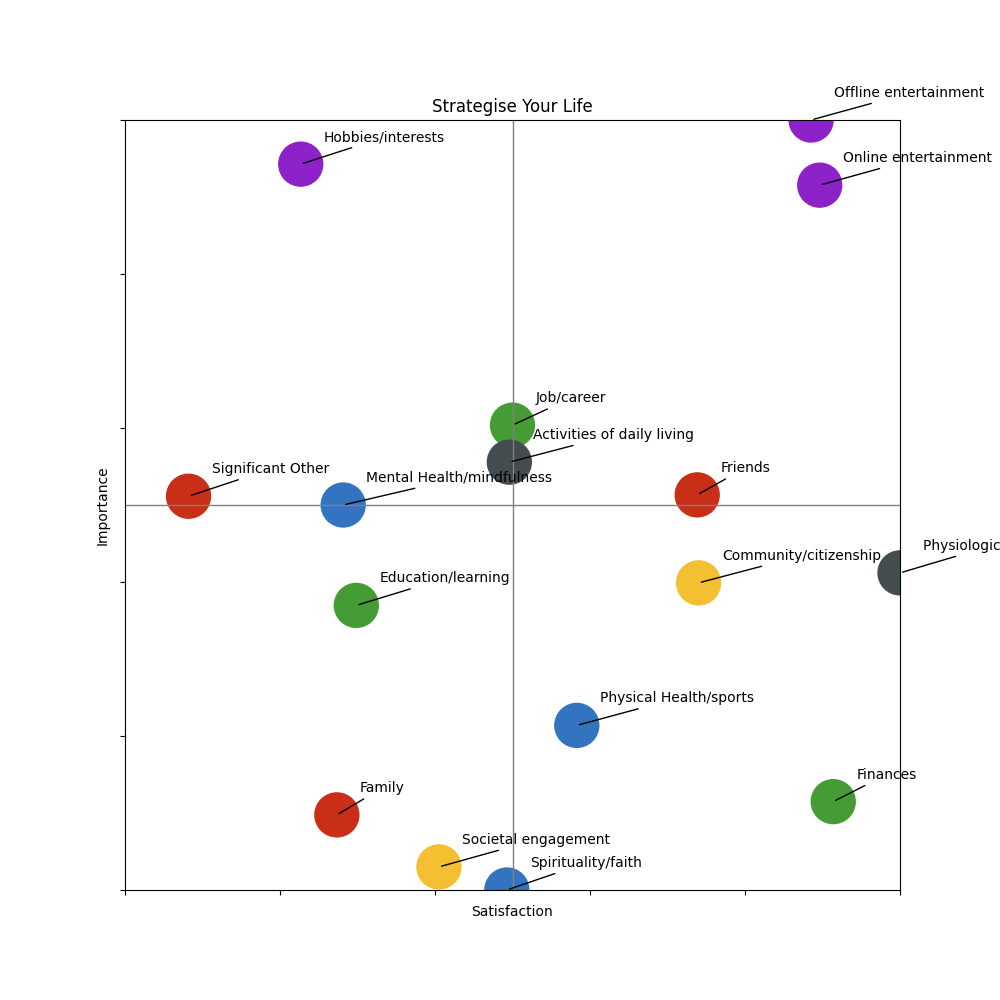 Offline entertainment
Strategise Your Life
Hobbies/interests
Online entertainment
Job/career
Activities of daily living
Significant Other
Mental Health/mindfulness
Friends
Importance
Physiologic
Community/citizenship
Education/learning
Physical Health/sports
Finances
Family
Societal engagement
Spirituality/faith
Satisfaction